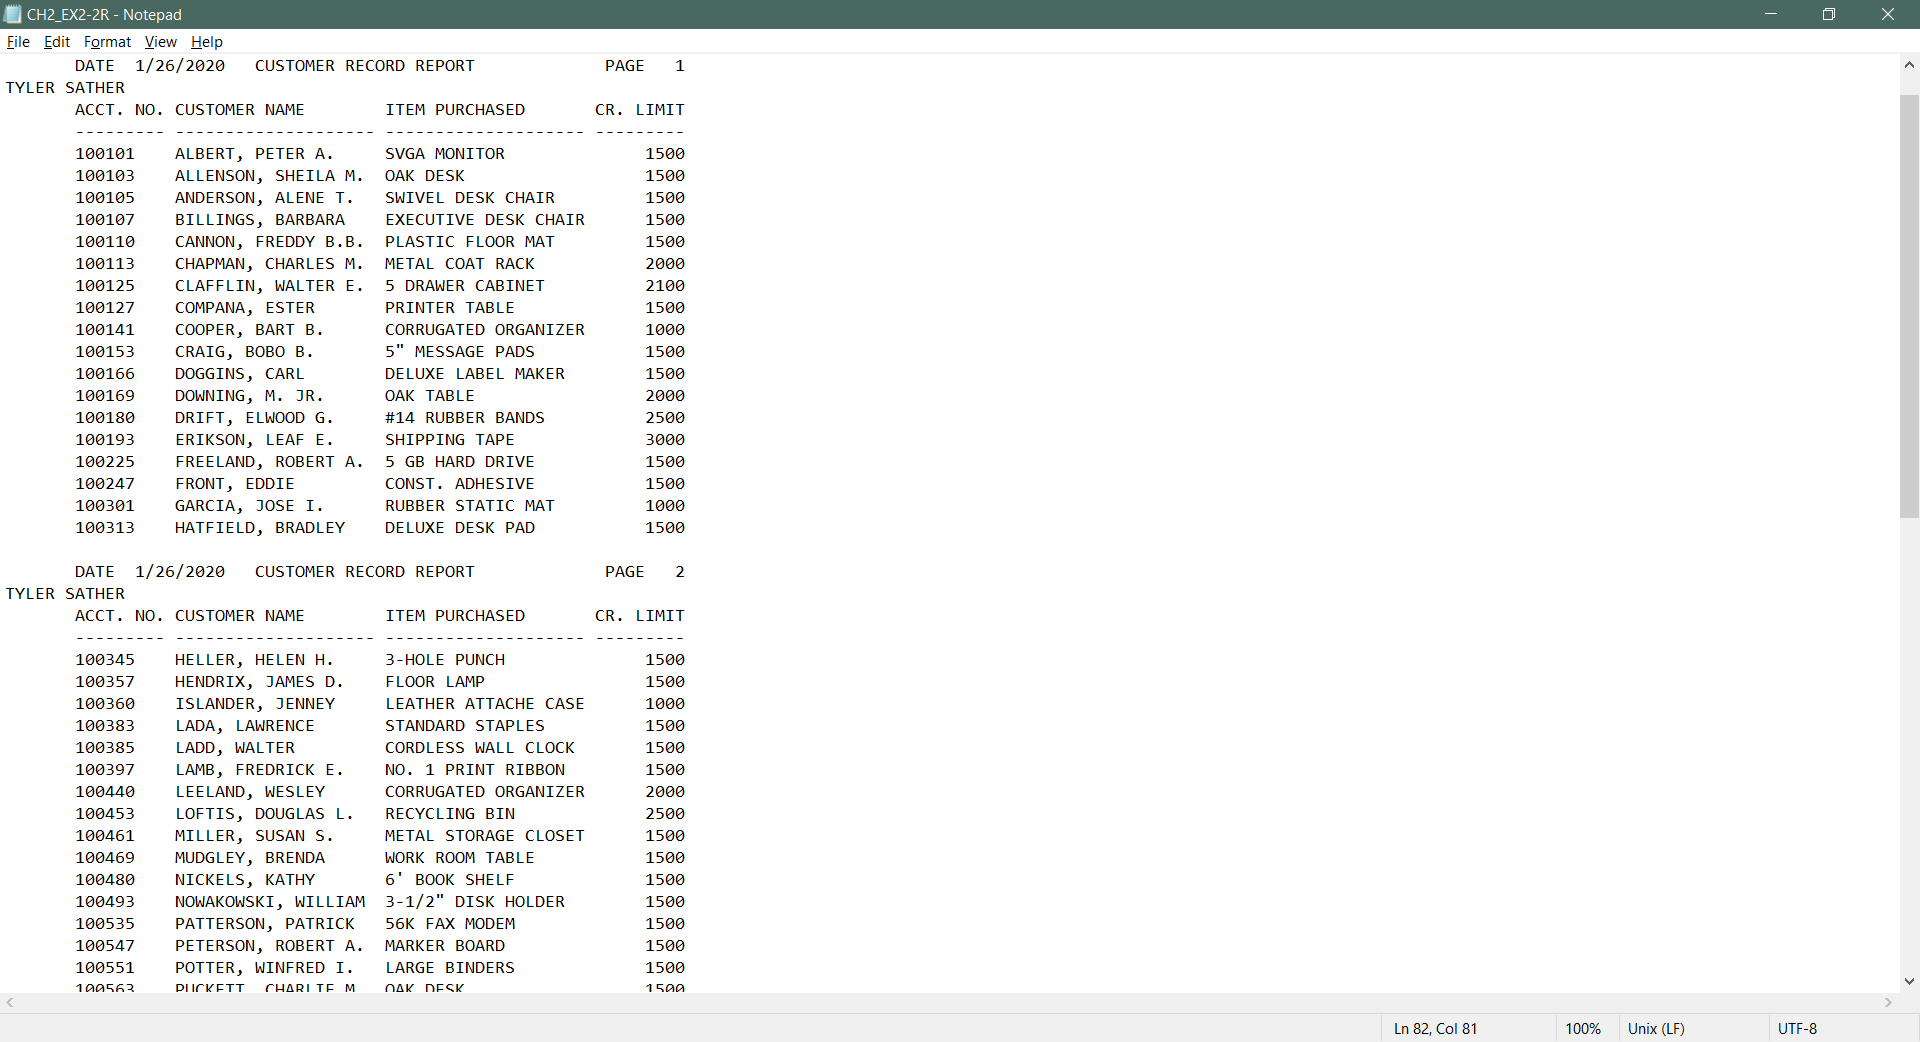 CH2_EX2-2R - Notepad
File Edit Format View Help
DATE 1/26/2020 CUSTOMER RECORD REPORT PAGE 1
TYLER SATHER
ACCT. NO. CUSTOMER NAME ITEM PURCHASED CR. LIMIT
--------- -------------------- -------------------- ---------
100101 ALBERT, PETER A. SVGA MONITOR 1500
100103 ALLENSON, SHEILA M. OAK DESK 1500
100105 ANDERSON, ALENE T. SWIVEL DESK CHAIR 1500
100107 BILLINGS, BARBARA EXECUTIVE DESK CHAIR 1500
100110 CANNON, FREDDY B.B. PLASTIC FLOOR MAT 1500
100113 CHAPMAN, CHARLES M. METAL COAT RACK 2000
100125 CLAFFLIN, WALTER E. 5 DRAWER CABINET 2100
100127 COMPANA, ESTER PRINTER TABLE 1500
100141 COOPER, BART B. CORRUGATED ORGANIZER 1000
100153 CRAIG, BOBO B. 5" MESSAGE PADS 1500
100166 DOGGINS, CARL DELUXE LABEL MAKER 1500
100169 DOWNING, M. JR. OAK TABLE 2000
100180 DRIFT, ELWOOD G. #14 RUBBER BANDS 2500
100193 ERIKSON, LEAF E. SHIPPING TAPE 3000
100225 FREELAND, ROBERT A. 5 GB HARD DRIVE 1500
100247 FRONT, EDDIE CONST. ADHESIVE 1500
100301 GARCIA, JOSE I. RUBBER STATIC MAT 1000
100313 HATFIELD, BRADLEY DELUXE DESK PAD 1500
DATE 1/26/2020 CUSTOMER RECORD REPORT PAGE 2
TYLER SATHER
ACCT. NO. CUSTOMER NAME ITEM PURCHASED CR. LIMIT
--------- -------------------- -------------------- ---------
100345 HELLER, HELEN H. 3-HOLE PUNCH 1500
100357 HENDRIX, JAMES D. FLOOR LAMP 1500
100360 ISLANDER, JENNEY LEATHER ATTACHE CASE 1000
100383 LADA, LAWRENCE STANDARD STAPLES 1500
100385 LADD, WALTER CORDLESS WALL CLOCK 1500
100397 LAMB, FREDRICK E. NO. 1 PRINT RIBBON 1500
100440 LEELAND, WESLEY CORRUGATED ORGANIZER 2000
100453 LOFTIS, DOUGLAS L. RECYCLING BIN 2500
100461 MILLER, SUSAN S. METAL STORAGE CLOSET 1500
100469 MUDGLEY, BRENDA WORK ROOM TABLE 1500
100480 NICKELS, KATHY 6' BOOK SHELF 1500
100493 NOWAKOWSKI, WILLIAM 3-1/2" DISK HOLDER 1500
100535 PATTERSON, PATRICK 56K FAX MODEM 1500
100547 PETERSON, ROBERT A. MARKER BOARD 1500
100551 POTTER, WINFRED I. LARGE BINDERS 1500
100563 PUCKETT, CHARLIE M. OAK DESK 1500
Ln 82, Col 81 100% Unix (LF) UTF-8